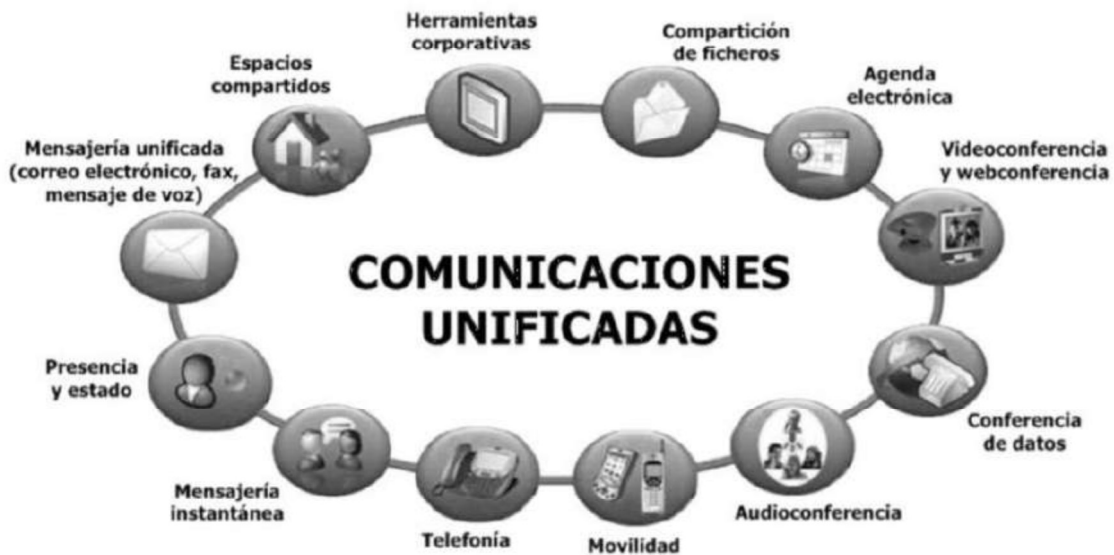 Herramientas
corporativas
Compartición
de ficheros
Espacios
compartidos
Agenda
electrónica
Mensajería unificada
(correo electrónico, fax,
mensaje de voz)
Videoconferencia
y webconferencia
COMUNICACIONES
UNIFICADAS
Presencia
y estado
Conferencia
de datos
Mensajería
instantánea
Telefonía
Movilidad
Audioconferencia